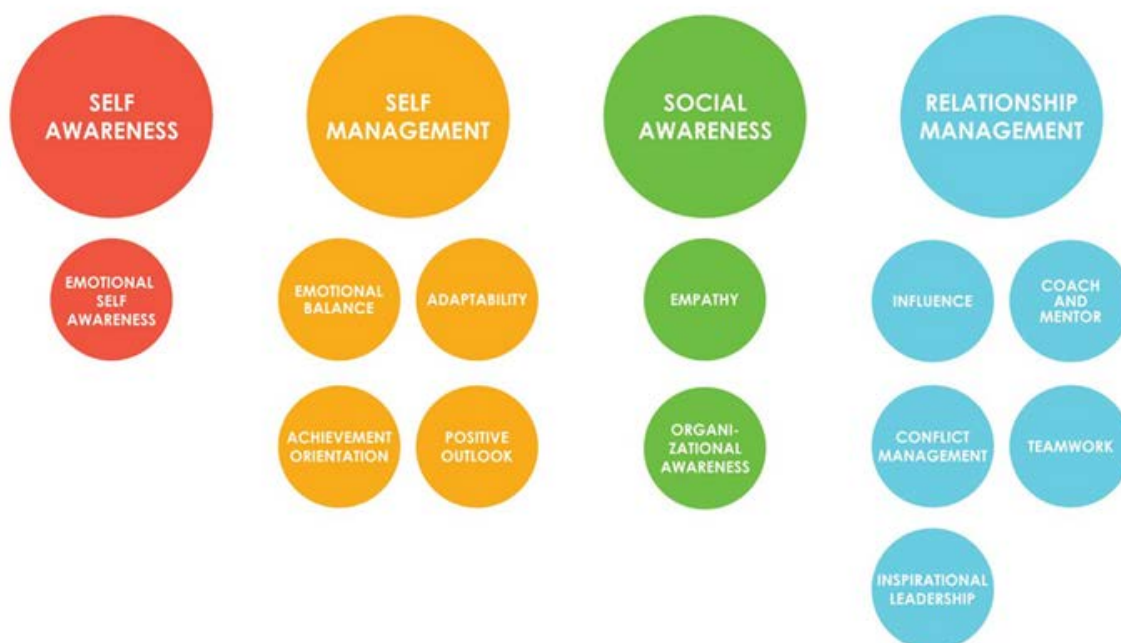 SELF
AWARENESS
SELF
MANAGEMENT
SOCIAL
AWARENESS
RELATIONSHIP
MANAGEMENT
EMOTIONAL
SELF
AWARENESS
EMOTIONAL
BALANCE
ADAPTABILITY
EMPATHY
INFLUENCE
COACH
AND
MENTOR
ACHIEVEMENT
ORIENTATION
POSITIVE
OUTLOOK
ORGANI-
ZATIONAL
AWARENESS
CONFLICT
MANAGEMENT
TEAMWORK
INSPIRATIONAL
LEADERSHIP